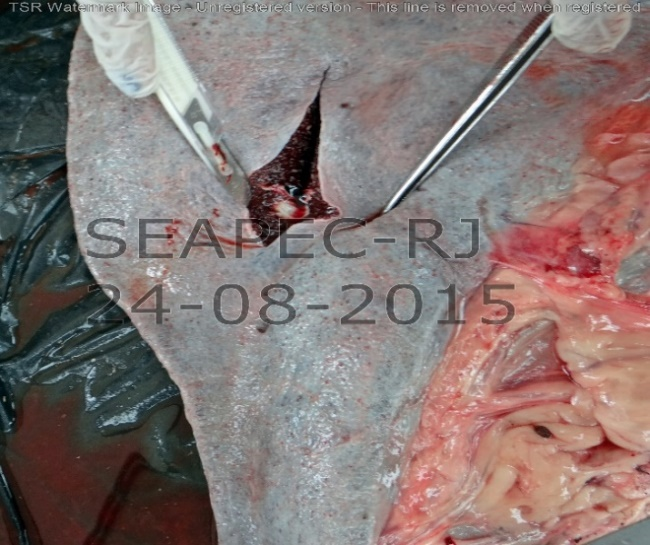 TSR Watermark Image - Unregistered version - This line is removed when registered
SEAPEC-RJ
24-08-2015